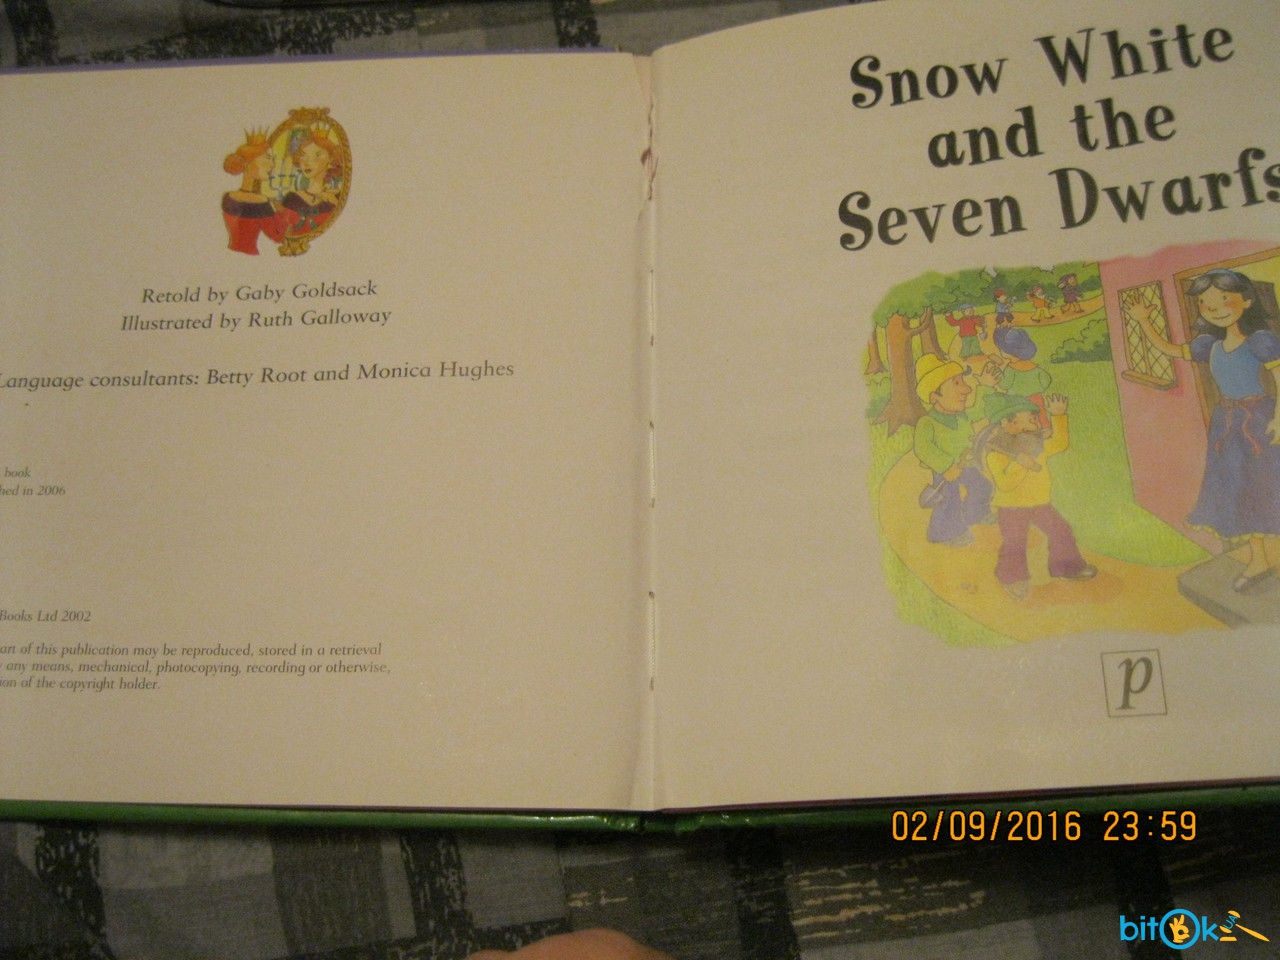 Retold by Gaby Goldsack
Illustrated by Ruth Galloway
Language consultants: Betty Root and Monica Hughes
book
hed in 2006
Books Ltd 2002
art of this publication may be reproduced, stored in a retrieval
any means, mechanical, photocopying, recording or otherwise,
ion of the copyright holder.
Snow White
and the
Seven Dwarfs
p
02/09/2016 23:59
bitOk
UA